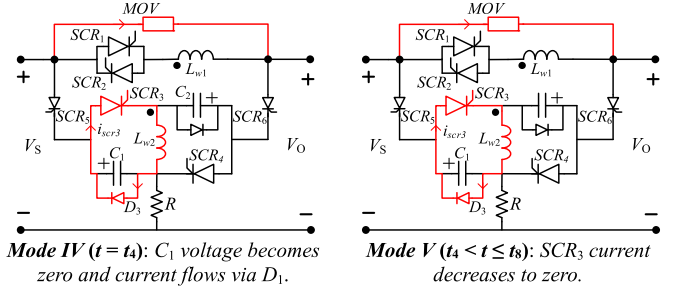 MOV
SCR1
SCR2
Lw1
+
+
SCR3
C2 +
SCR5
SCR6
iscr3
Lw2
VS
VO
+ C1
SCR4
D3
R
−
−
Mode IV (t = t4): C1 voltage becomes
zero and current flows via D1.
MOV
SCR1
SCR2
Lw1
+
+
SCR3
+
SCR5
SCR6
iscr3
Lw2
VS
VO
+ C1
SCR4
D3
R
−
−
Mode V (t4 < t ≤ t8): SCR3 current
decreases to zero.